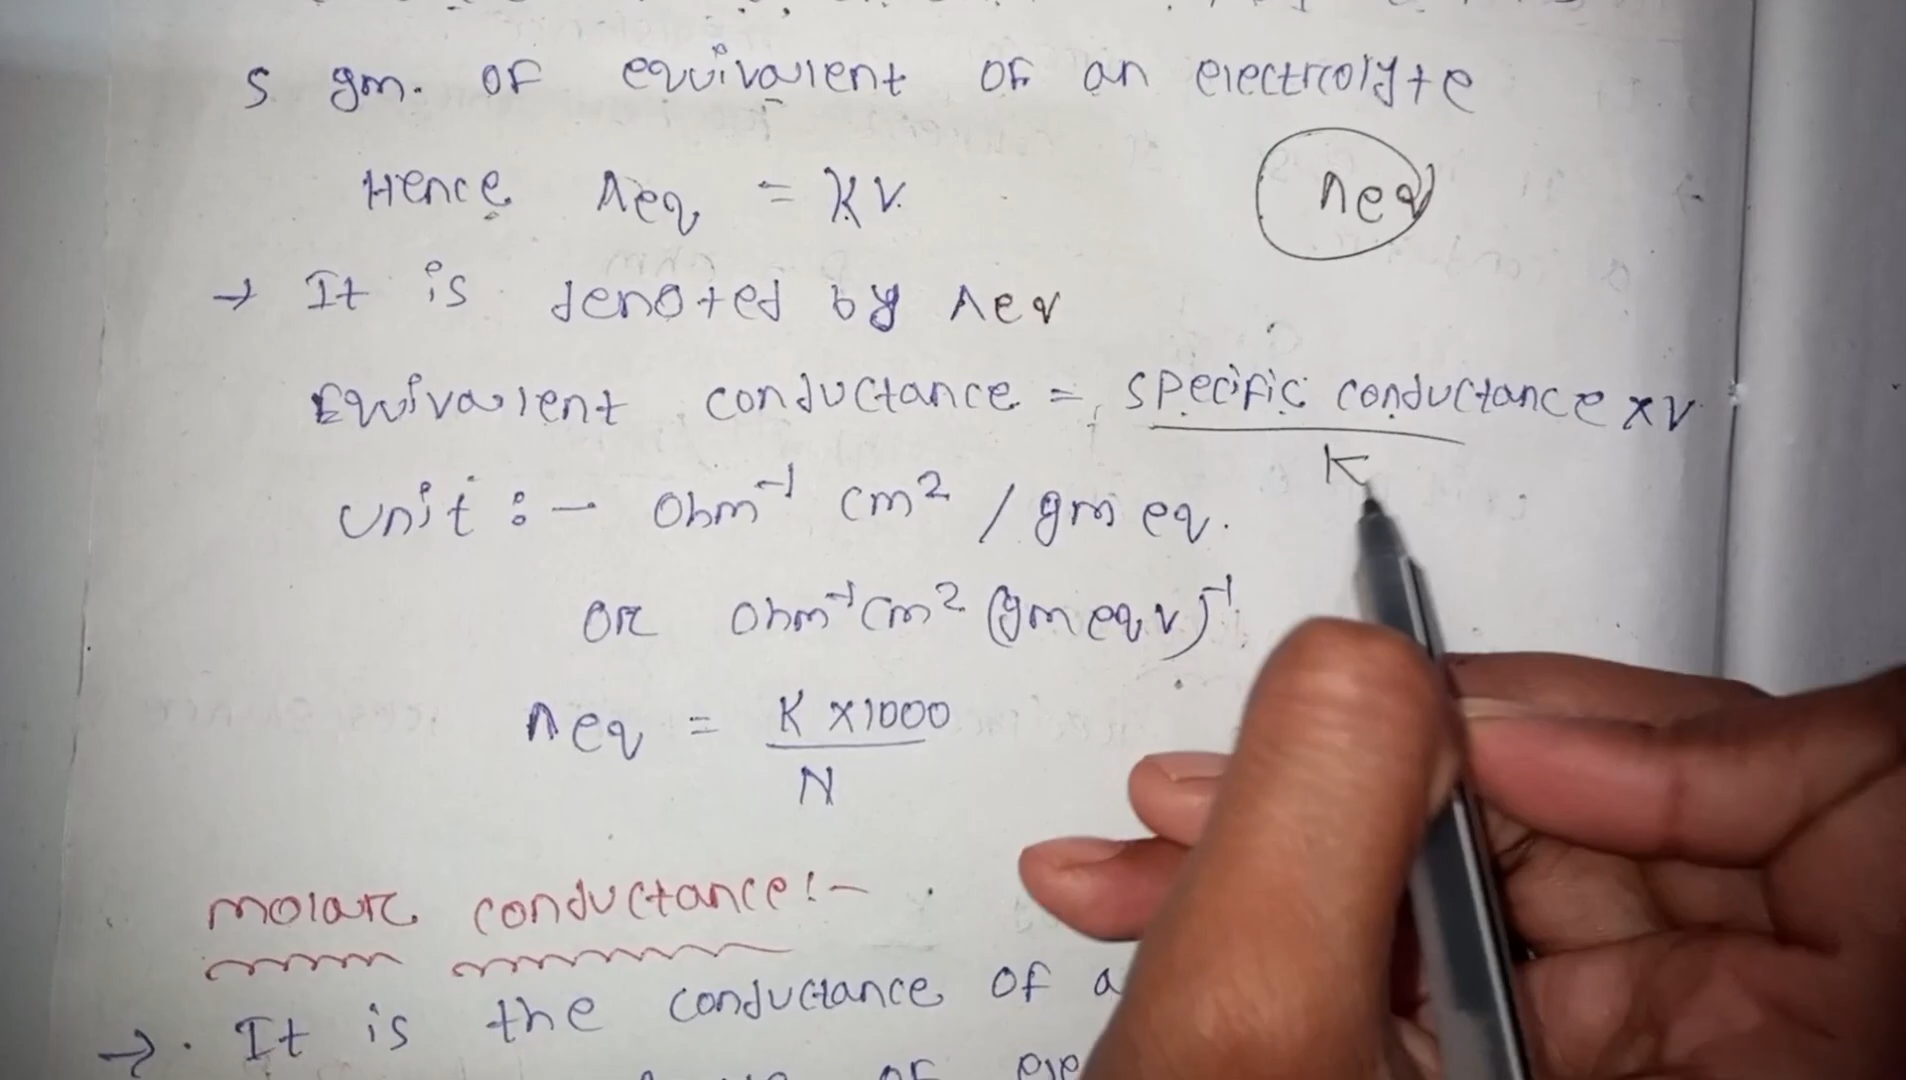 s gm. of equivalent of an electrolyte
Hence Λeq = KV.
Λeq
→ It is denoted by Λeq
Equivalent conductance = specific conductance × V
K
Unit :- Ohm⁻¹ cm² / gm eq.
or Ohm⁻¹ cm² (gm eqv)⁻¹
Λeq = K × 1000 / N
molar conductance :-
→ It is the conductance of a
of ele